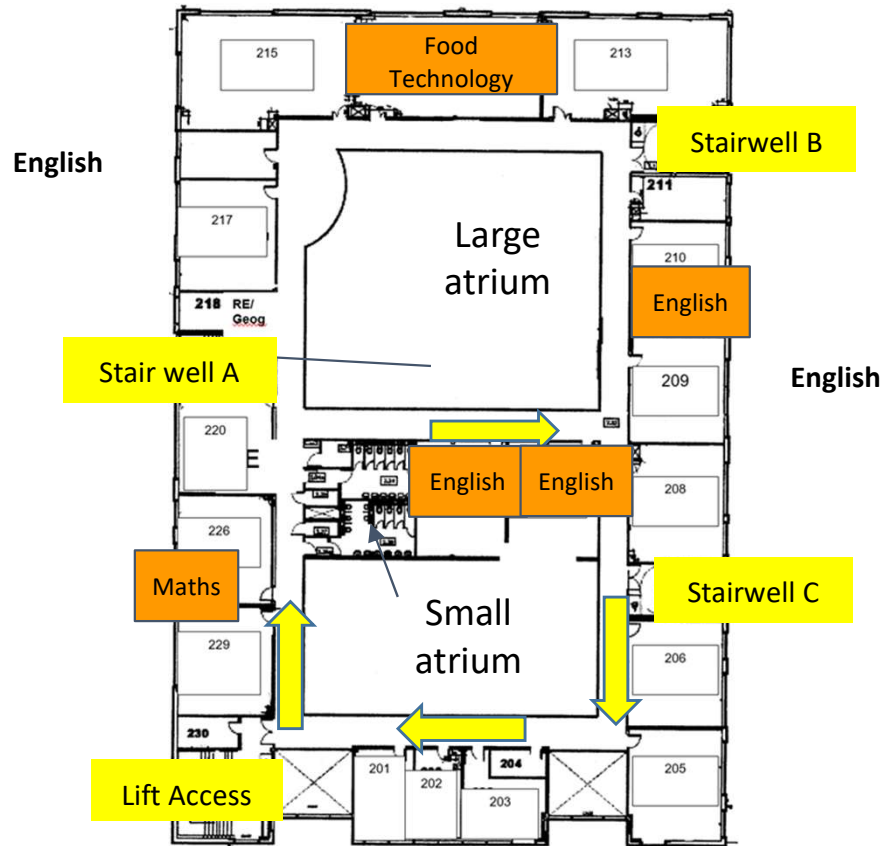 215
Food
Technology
213
English
Stairwell B
211
217
Large
atrium
210
218 RE/
Geog
English
Stair well A
English
209
220
English
English
208
226
Maths
Small
atrium
Stairwell C
229
206
230
204
201
202
203
205
Lift Access